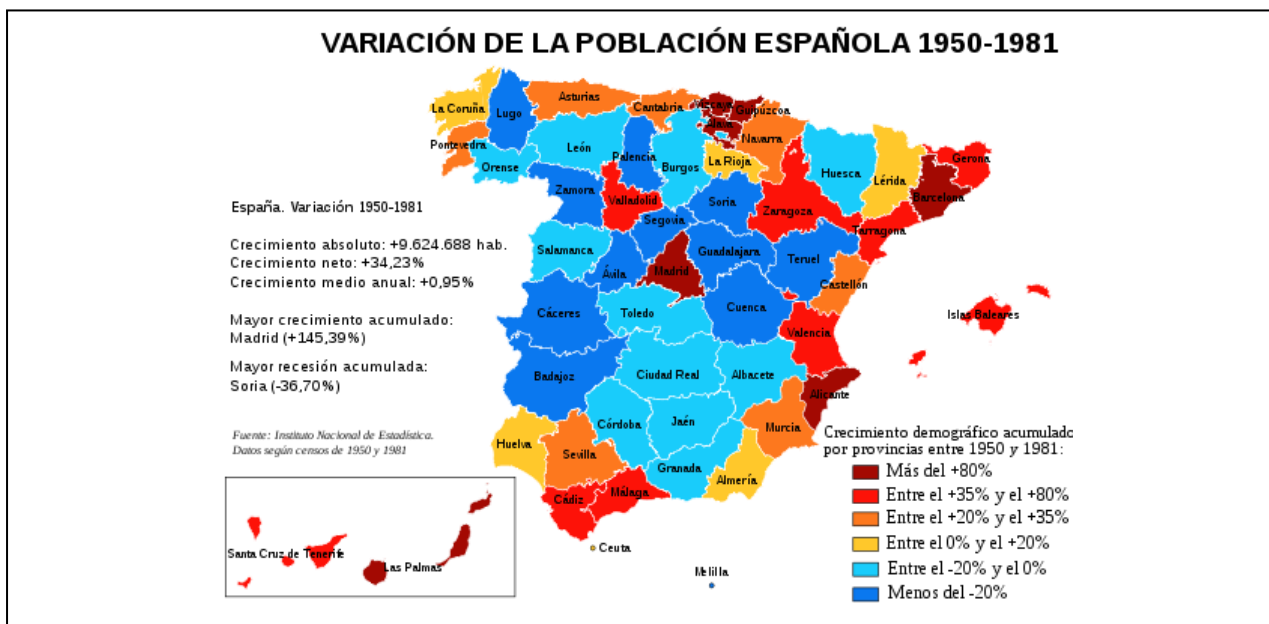 VARIACIÓN DE LA POBLACIÓN ESPAÑOLA 1950-1981
La Coruña
Lugo
Asturias
Cantabria
Vizcaya
Guipúzcoa
Álava
Navarra
Pontevedra
Orense
León
Palencia
Burgos
La Rioja
Huesca
Lérida
Gerona
Barcelona
Zamora
Valladolid
Soria
Zaragoza
Tarragona
Segovia
Salamanca
Ávila
Madrid
Guadalajara
Teruel
Castellón
Cáceres
Toledo
Cuenca
Valencia
Islas Baleares
Badajoz
Ciudad Real
Albacete
Alicante
Huelva
Sevilla
Córdoba
Jaén
Murcia
Granada
Almería
Cádiz
Málaga
Ceuta
Melilla
España. Variación 1950-1981
Crecimiento absoluto: +9.624.688 hab.
Crecimiento neto: +34,23%
Crecimiento medio anual: +0,95%
Mayor crecimiento acumulado:
Madrid (+145,39%)
Mayor recesión acumulada:
Soria (-36,70%)
Fuente: Instituto Nacional de Estadística.
Datos según censos de 1950 y 1981
Santa Cruz de Tenerife
Las Palmas
Crecimiento demográfico acumulado
por provincias entre 1950 y 1981:
Más del +80%
Entre el +35% y el +80%
Entre el +20% y el +35%
Entre el 0% y el +20%
Entre el -20% y el 0%
Menos del -20%